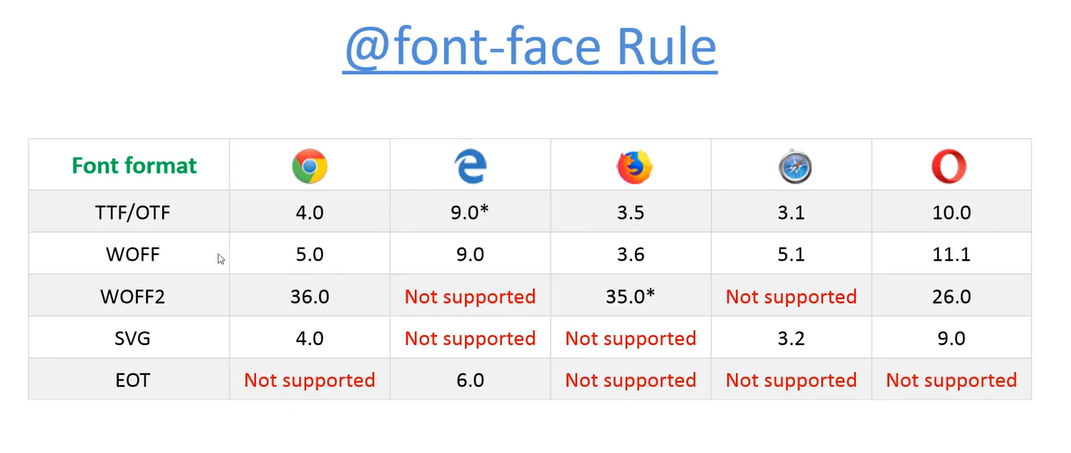 @font-face Rule
Font format
TTF/OTF 4.0 9.0* 3.5 3.1 10.0
WOFF 5.0 9.0 3.6 5.1 11.1
WOFF2 36.0 Not supported 35.0* Not supported 26.0
SVG 4.0 Not supported Not supported 3.2 9.0
EOT Not supported 6.0 Not supported Not supported Not supported